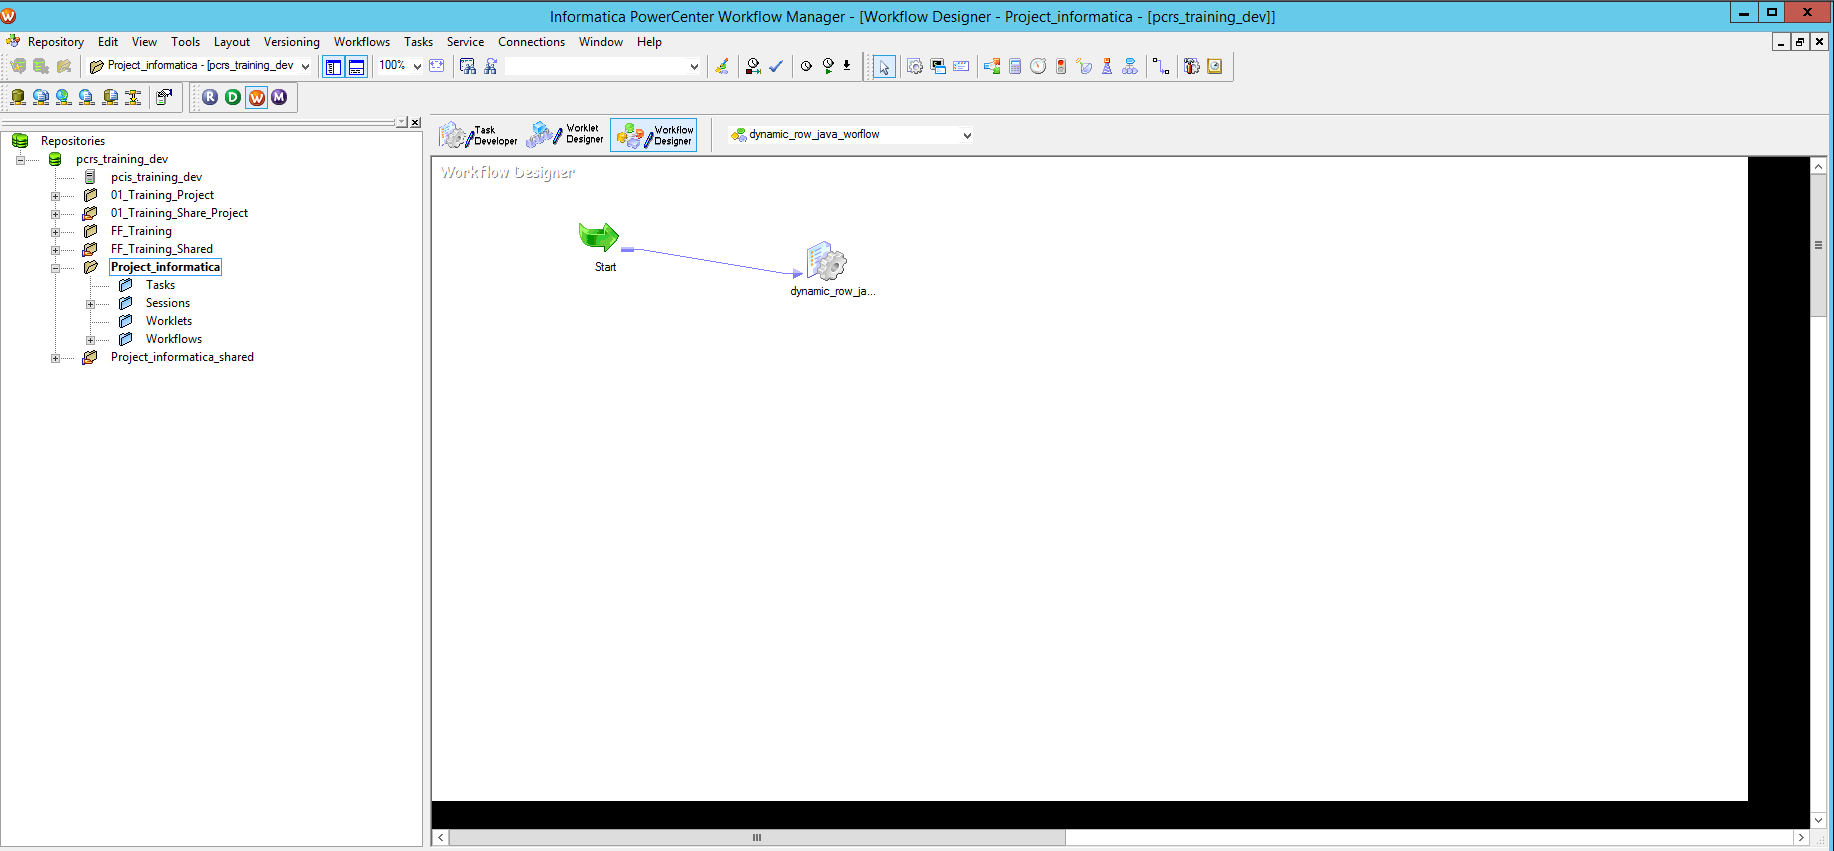 Informatica PowerCenter Workflow Manager - [Workflow Designer - Project_informatica - [pcrs_training_dev]]
Repository Edit View Tools Layout Versioning Workflows Tasks Service Connections Window Help
Project_informatica - [pcrs_training_dev 100%
R D W M
Task Developer
Worklet Designer
Workflow Designer
dynamic_row_java_worflow
Repositories
pcrs_training_dev
pcis_training_dev
01_Training_Project
01_Training_Share_Project
FF_Training
FF_Training_Shared
Project_informatica
Tasks
Sessions
Worklets
Workflows
Project_informatica_shared
Workflow Designer
Start
dynamic_row_ja...